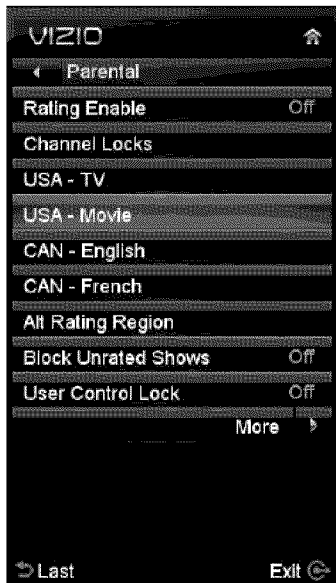 VIZIO
Parental
Rating Enable Off
Channel Locks
USA - TV
USA - Movie
CAN - English
CAN - French
Alt Rating Region
Block Unrated Shows Off
User Control Lock Off
More
Last Exit